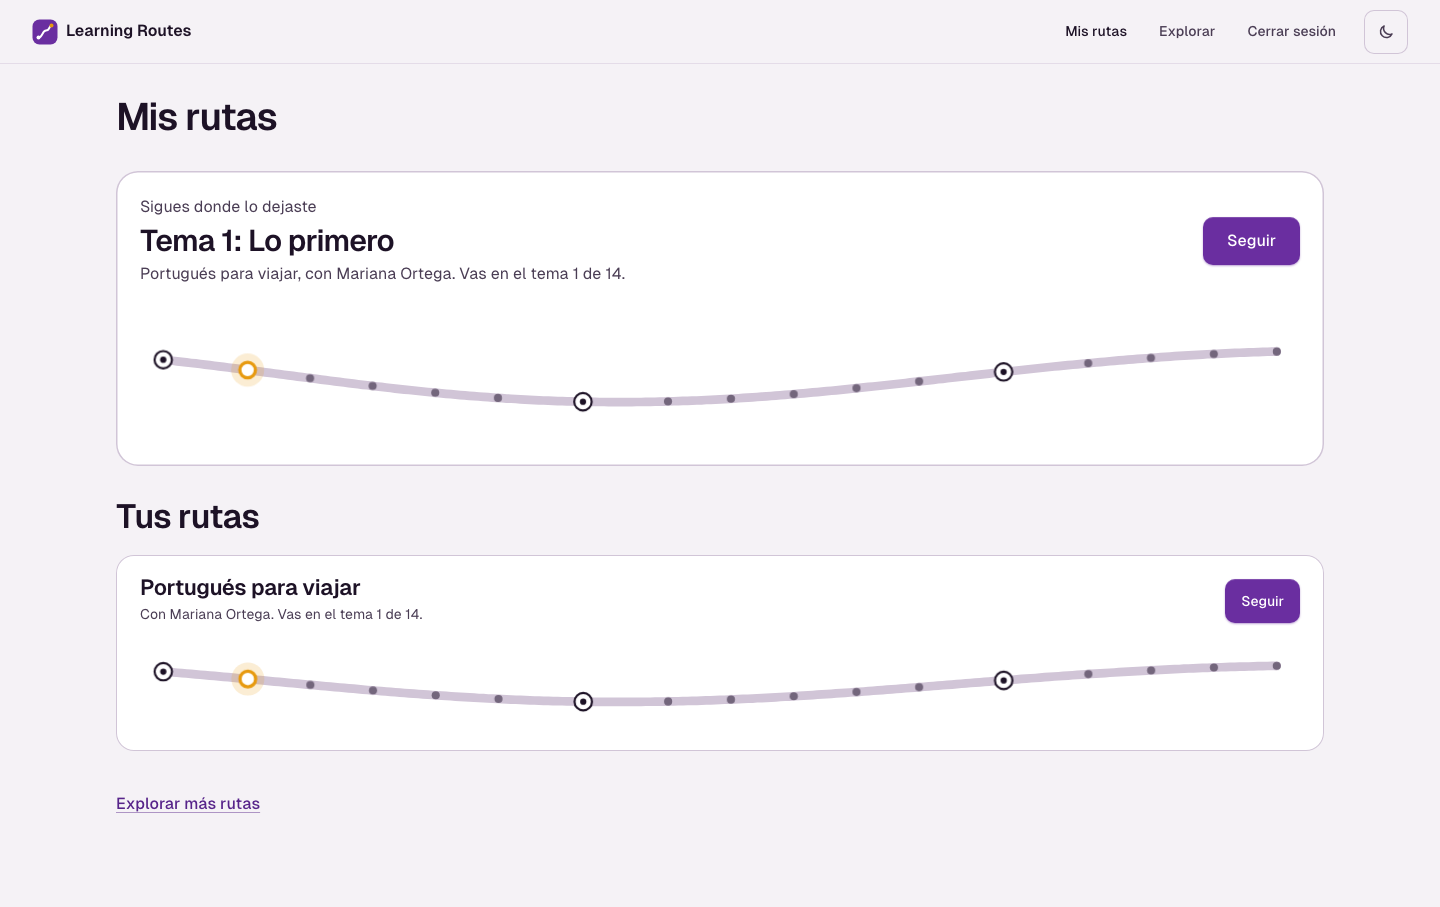 Learning Routes
Mis rutas
Explorar
Cerrar sesión
Mis rutas
Sigues donde lo dejaste
Tema 1: Lo primero
Portugués para viajar, con Mariana Ortega. Vas en el tema 1 de 14.
Seguir
Tus rutas
Portugués para viajar
Con Mariana Ortega. Vas en el tema 1 de 14.
Seguir
Explorar más rutas